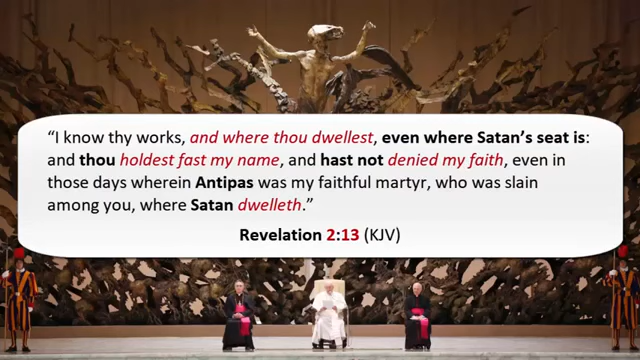 “I know thy works, and where thou dwellest, even where Satan’s seat is:
and thou holdest fast my name, and hast not denied my faith, even in
those days wherein Antipas was my faithful martyr, who was slain
among you, where Satan dwelleth.”
Revelation 2:13 (KJV)